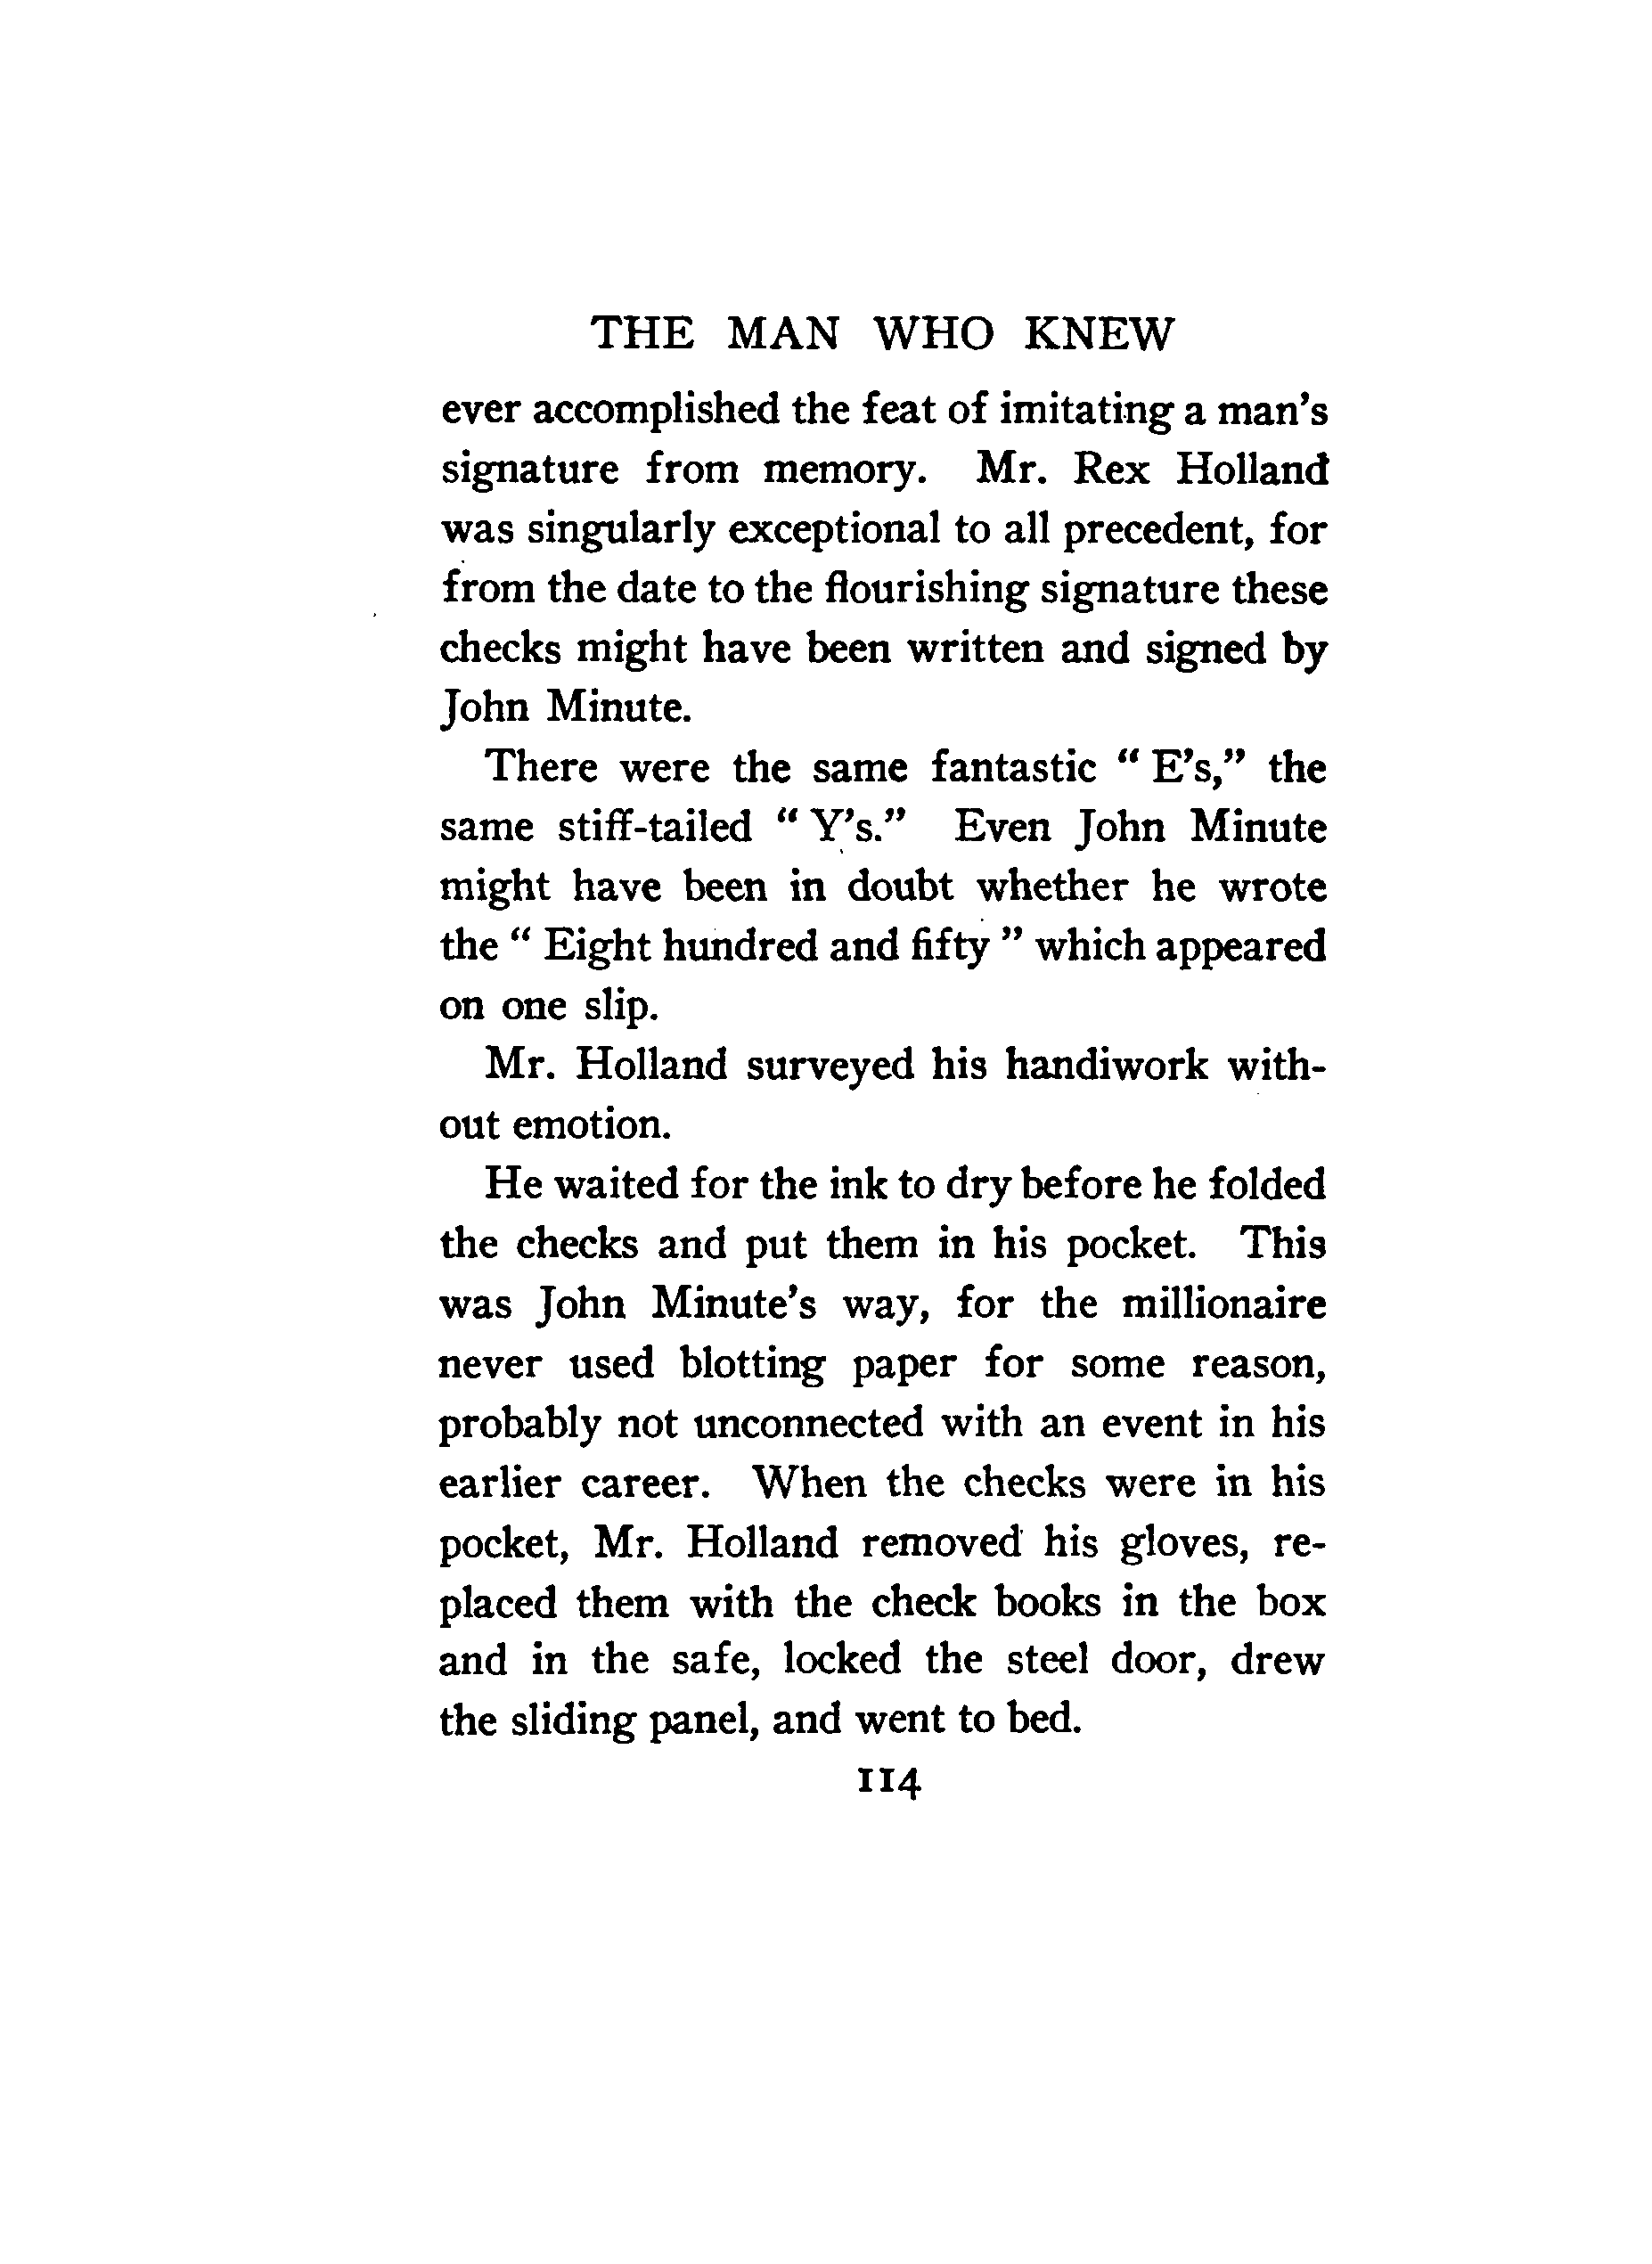 THE MAN WHO KNEW
ever accomplished the feat of imitating a man's
signature from memory. Mr. Rex Holland
was singularly exceptional to all precedent, for
from the date to the flourishing signature these
checks might have been written and signed by
John Minute.
There were the same fantastic " E's," the
same stiff-tailed " Y's." Even John Minute
might have been in doubt whether he wrote
the " Eight hundred and fifty " which appeared
on one slip.
Mr. Holland surveyed his handiwork with-
out emotion.
He waited for the ink to dry before he folded
the checks and put them in his pocket. This
was John Minute's way, for the millionaire
never used blotting paper for some reason,
probably not unconnected with an event in his
earlier career. When the checks were in his
pocket, Mr. Holland removed his gloves, re-
placed them with the check books in the box
and in the safe, locked the steel door, drew
the sliding panel, and went to bed.
114